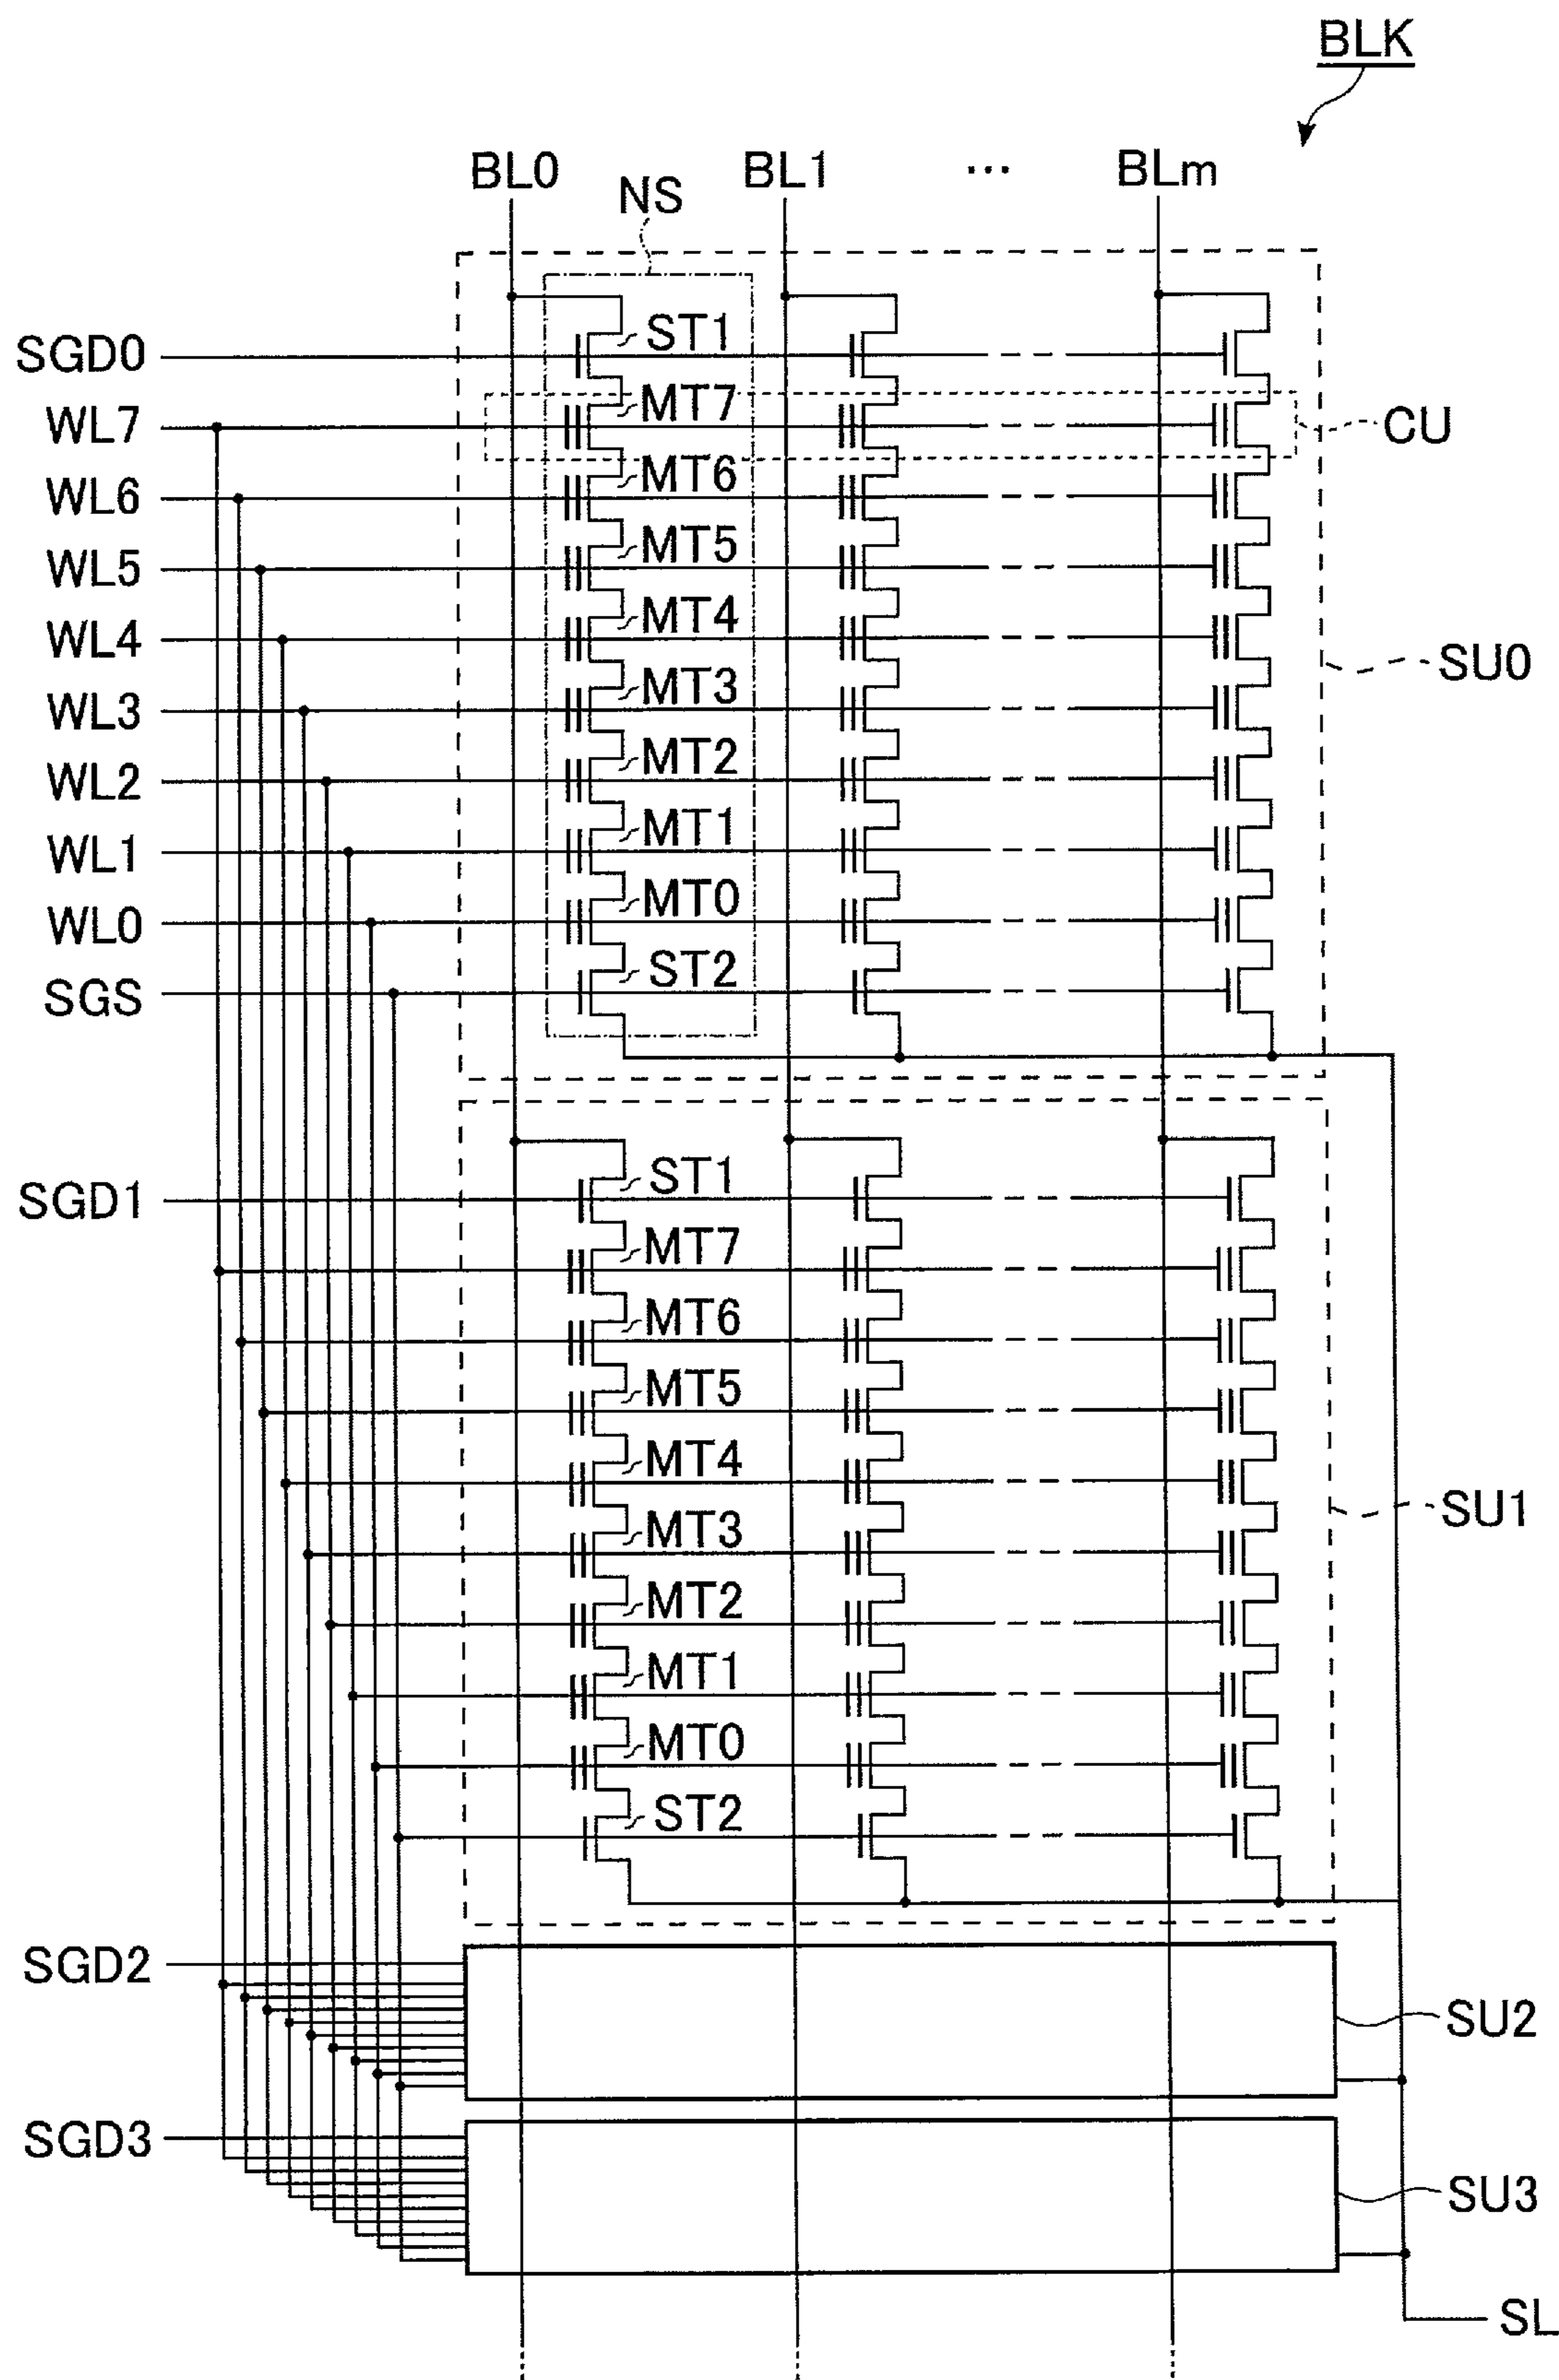 BLK
BL0 BL1 ... BLm
NS
SGD0 ST1
WL7 MT7 CU
WL6 MT6
WL5 MT5
WL4 MT4
SU0
WL3 MT3
WL2 MT2
WL1 MT1
WL0 MT0
SGS ST2
SGD1 ST1
MT7
MT6
MT5
MT4
SU1
MT3
MT2
MT1
MT0
ST2
SGD2
SU2
SGD3
SU3
SL